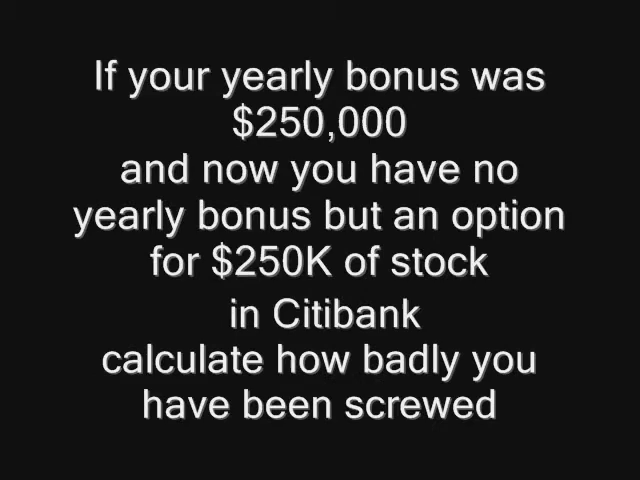 If your yearly bonus was
$250,000
and now you have no
yearly bonus but an option
for $250K of stock
in Citibank
calculate how badly you
have been screwed